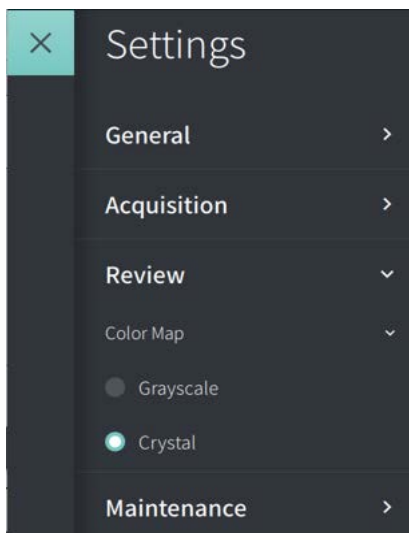 Settings
General
Acquisition
Review
Color Map
Grayscale
Crystal
Maintenance